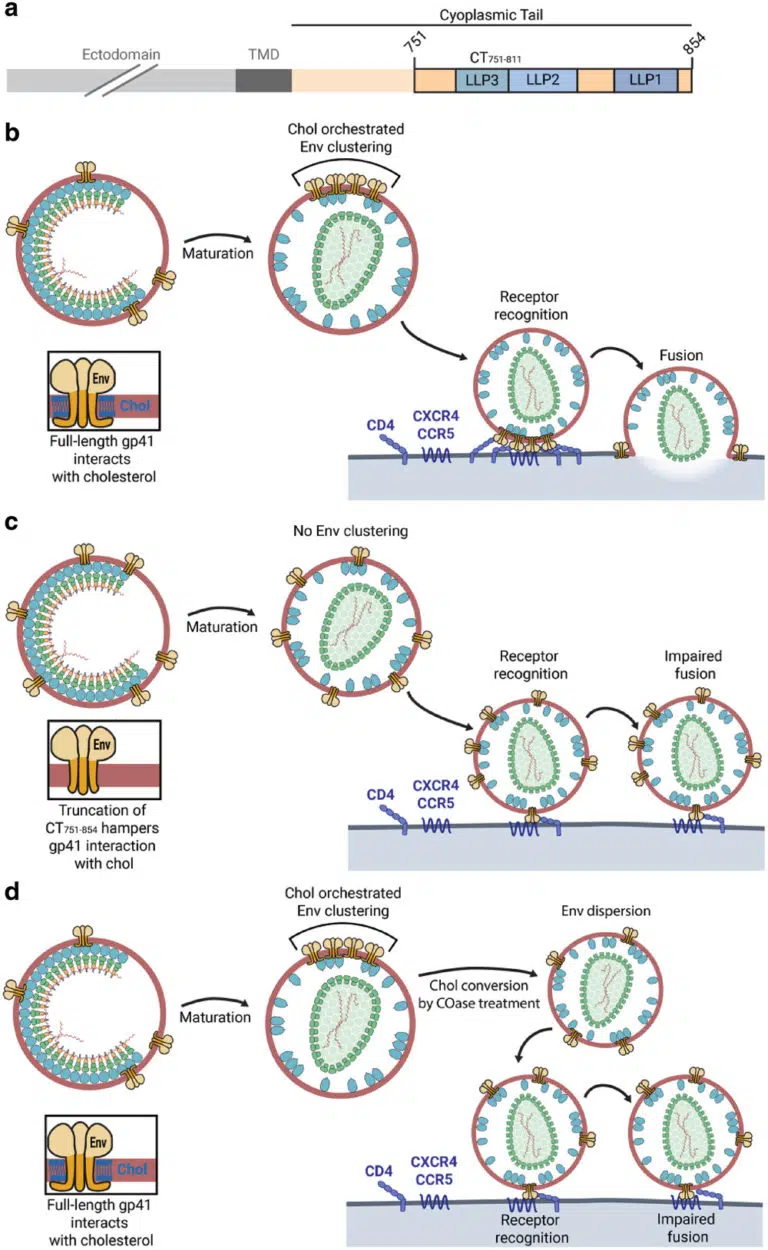 a
Cyoplasmic Tail
Ectodomain
TMD
751
854
CT751-811
LLP3
LLP2
LLP1
b
Chol orchestrated
Env clustering
Maturation
Receptor
recognition
Fusion
Env
Chol
Full-length gp41
interacts
with cholesterol
CD4
CXCR4
CCR5
c
No Env clustering
Maturation
Receptor
recognition
Impaired
fusion
Env
Truncation of
CT751-854 hampers
gp41 interaction
with chol
CD4
CXCR4
CCR5
d
Chol orchestrated
Env clustering
Env dispersion
Maturation
Chol conversion
by COase treatment
Env
Chol
Full-length gp41
interacts
with cholesterol
CD4
CXCR4
CCR5
Receptor
recognition
Impaired
fusion